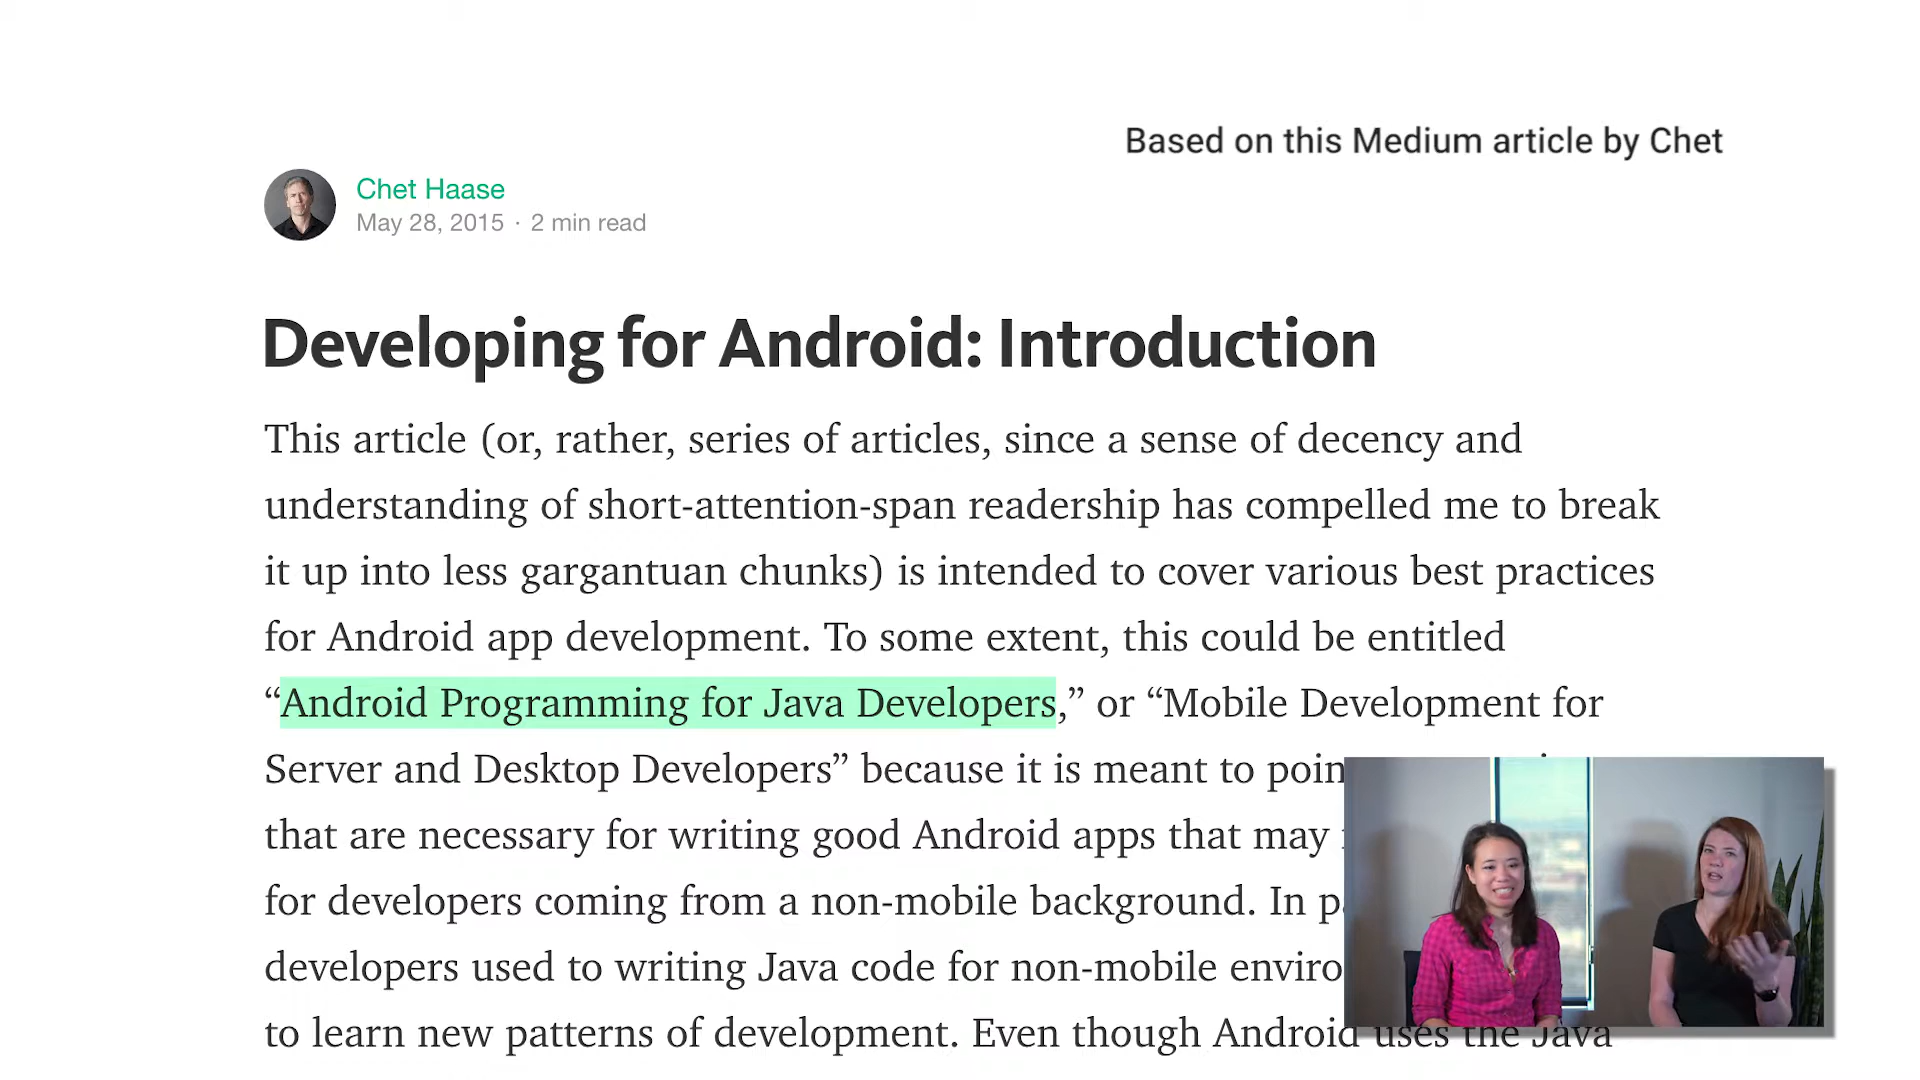 Based on this Medium article by Chet
Chet Haase
May 28, 2015 · 2 min read
Developing for Android: Introduction
This article (or, rather, series of articles, since a sense of decency and
understanding of short-attention-span readership has compelled me to break
it up into less gargantuan chunks) is intended to cover various best practices
for Android app development. To some extent, this could be entitled
“Android Programming for Java Developers,” or “Mobile Development for
Server and Desktop Developers” because it is meant to
that are necessary for writing good Android apps that may
for developers coming from a non-mobile background. In
developers used to writing Java code for non-mobile
to learn new patterns of development. Even though Android uses the Java